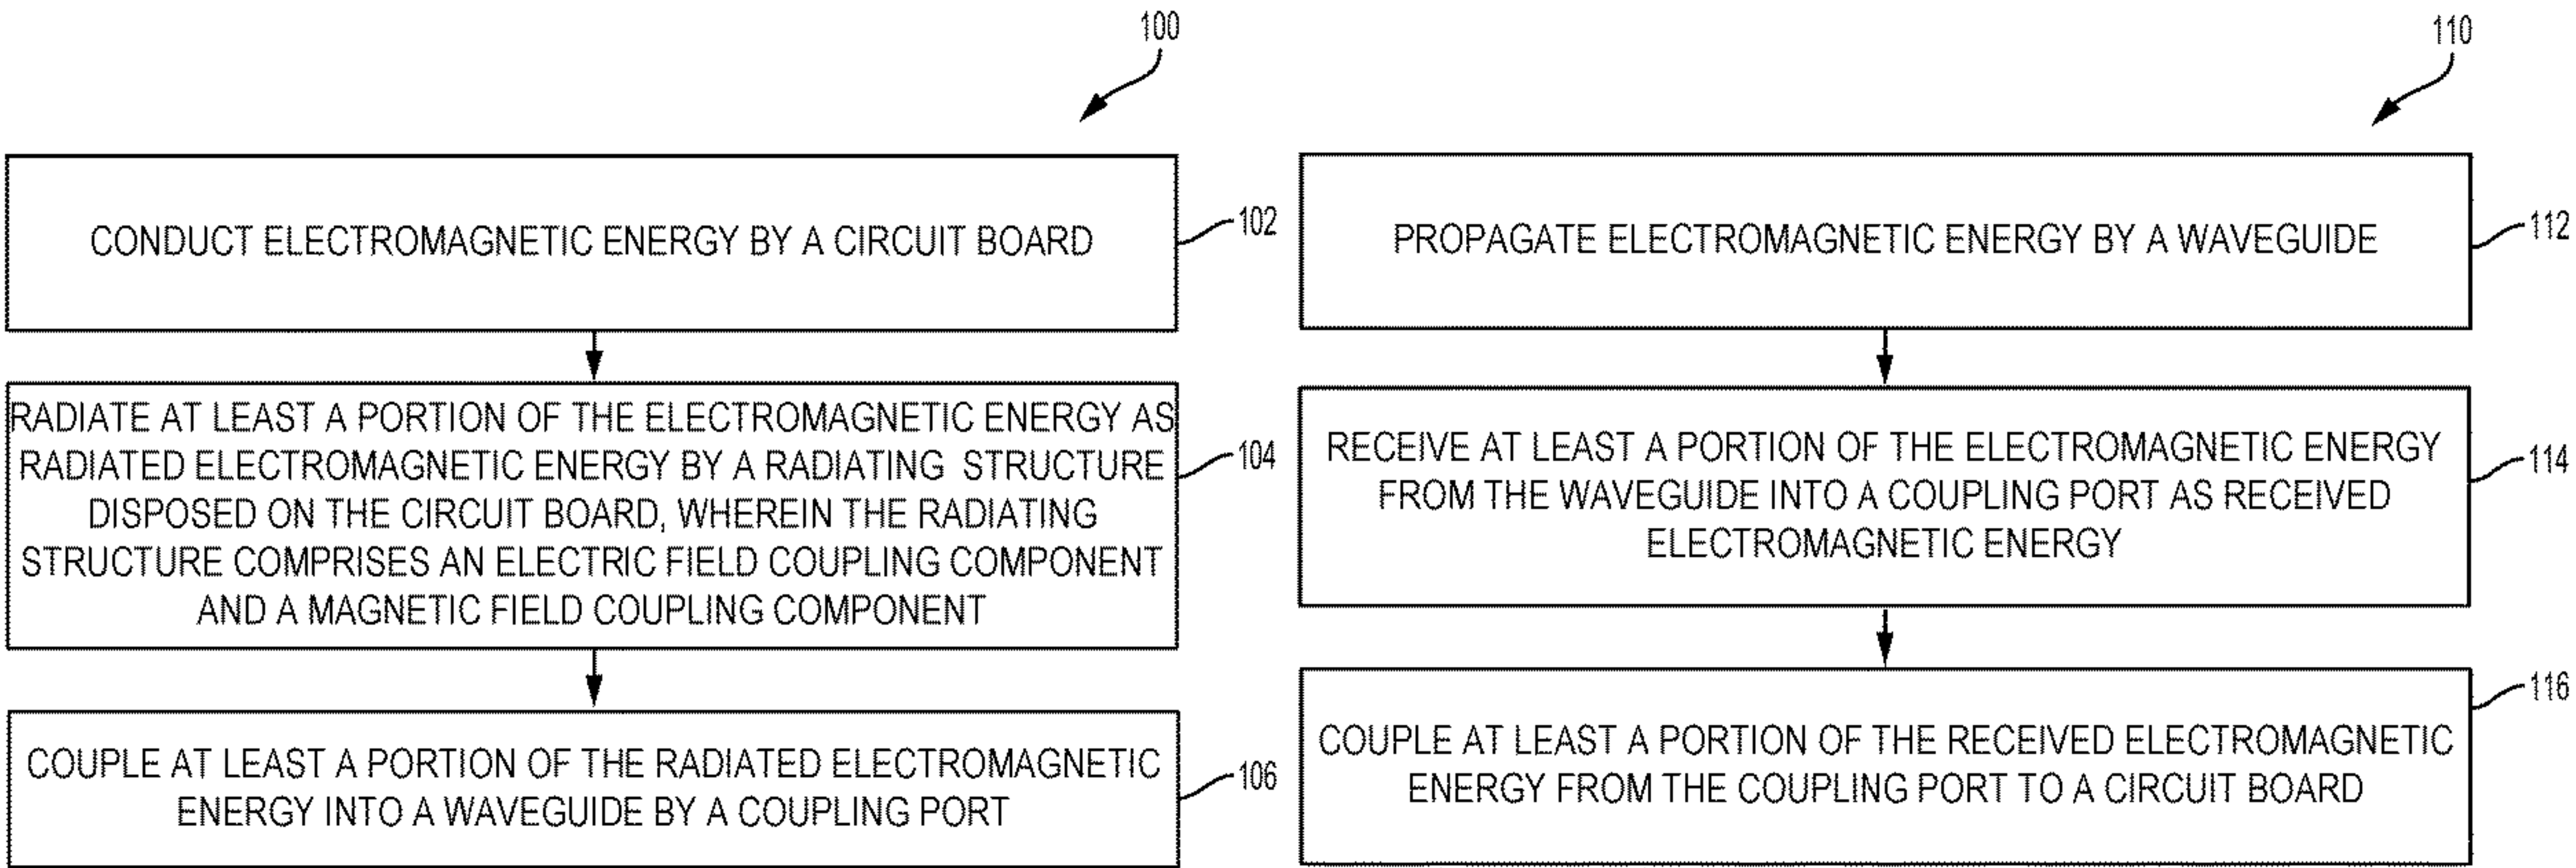 100
CONDUCT ELECTROMAGNETIC ENERGY BY A CIRCUIT BOARD
102
RADIATE AT LEAST A PORTION OF THE ELECTROMAGNETIC ENERGY AS
RADIATED ELECTROMAGNETIC ENERGY BY A RADIATING STRUCTURE
DISPOSED ON THE CIRCUIT BOARD, WHEREIN THE RADIATING
STRUCTURE COMPRISES AN ELECTRIC FIELD COUPLING COMPONENT
AND A MAGNETIC FIELD COUPLING COMPONENT
104
COUPLE AT LEAST A PORTION OF THE RADIATED ELECTROMAGNETIC
ENERGY INTO A WAVEGUIDE BY A COUPLING PORT
106
110
PROPAGATE ELECTROMAGNETIC ENERGY BY A WAVEGUIDE
112
RECEIVE AT LEAST A PORTION OF THE ELECTROMAGNETIC ENERGY
FROM THE WAVEGUIDE INTO A COUPLING PORT AS RECEIVED
ELECTROMAGNETIC ENERGY
114
COUPLE AT LEAST A PORTION OF THE RECEIVED ELECTROMAGNETIC
ENERGY FROM THE COUPLING PORT TO A CIRCUIT BOARD
116